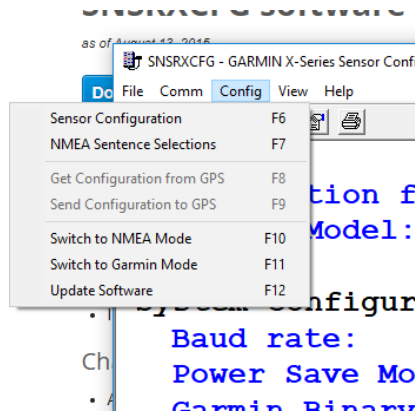 SNSRXCFG software
as of August 13, 2015
SNSRXCFG - GARMIN X-Series Sensor Conf
Do
File Comm Config View Help
Sensor Configuration F6
NMEA Sentence Selections F7
Get Configuration from GPS F8
Send Configuration to GPS F9
Switch to NMEA Mode F10
Switch to Garmin Mode F11
Update Software F12
tion f
Model:
System Configur
Baud rate:
Ch
Power Save Mo
Garmin Binary